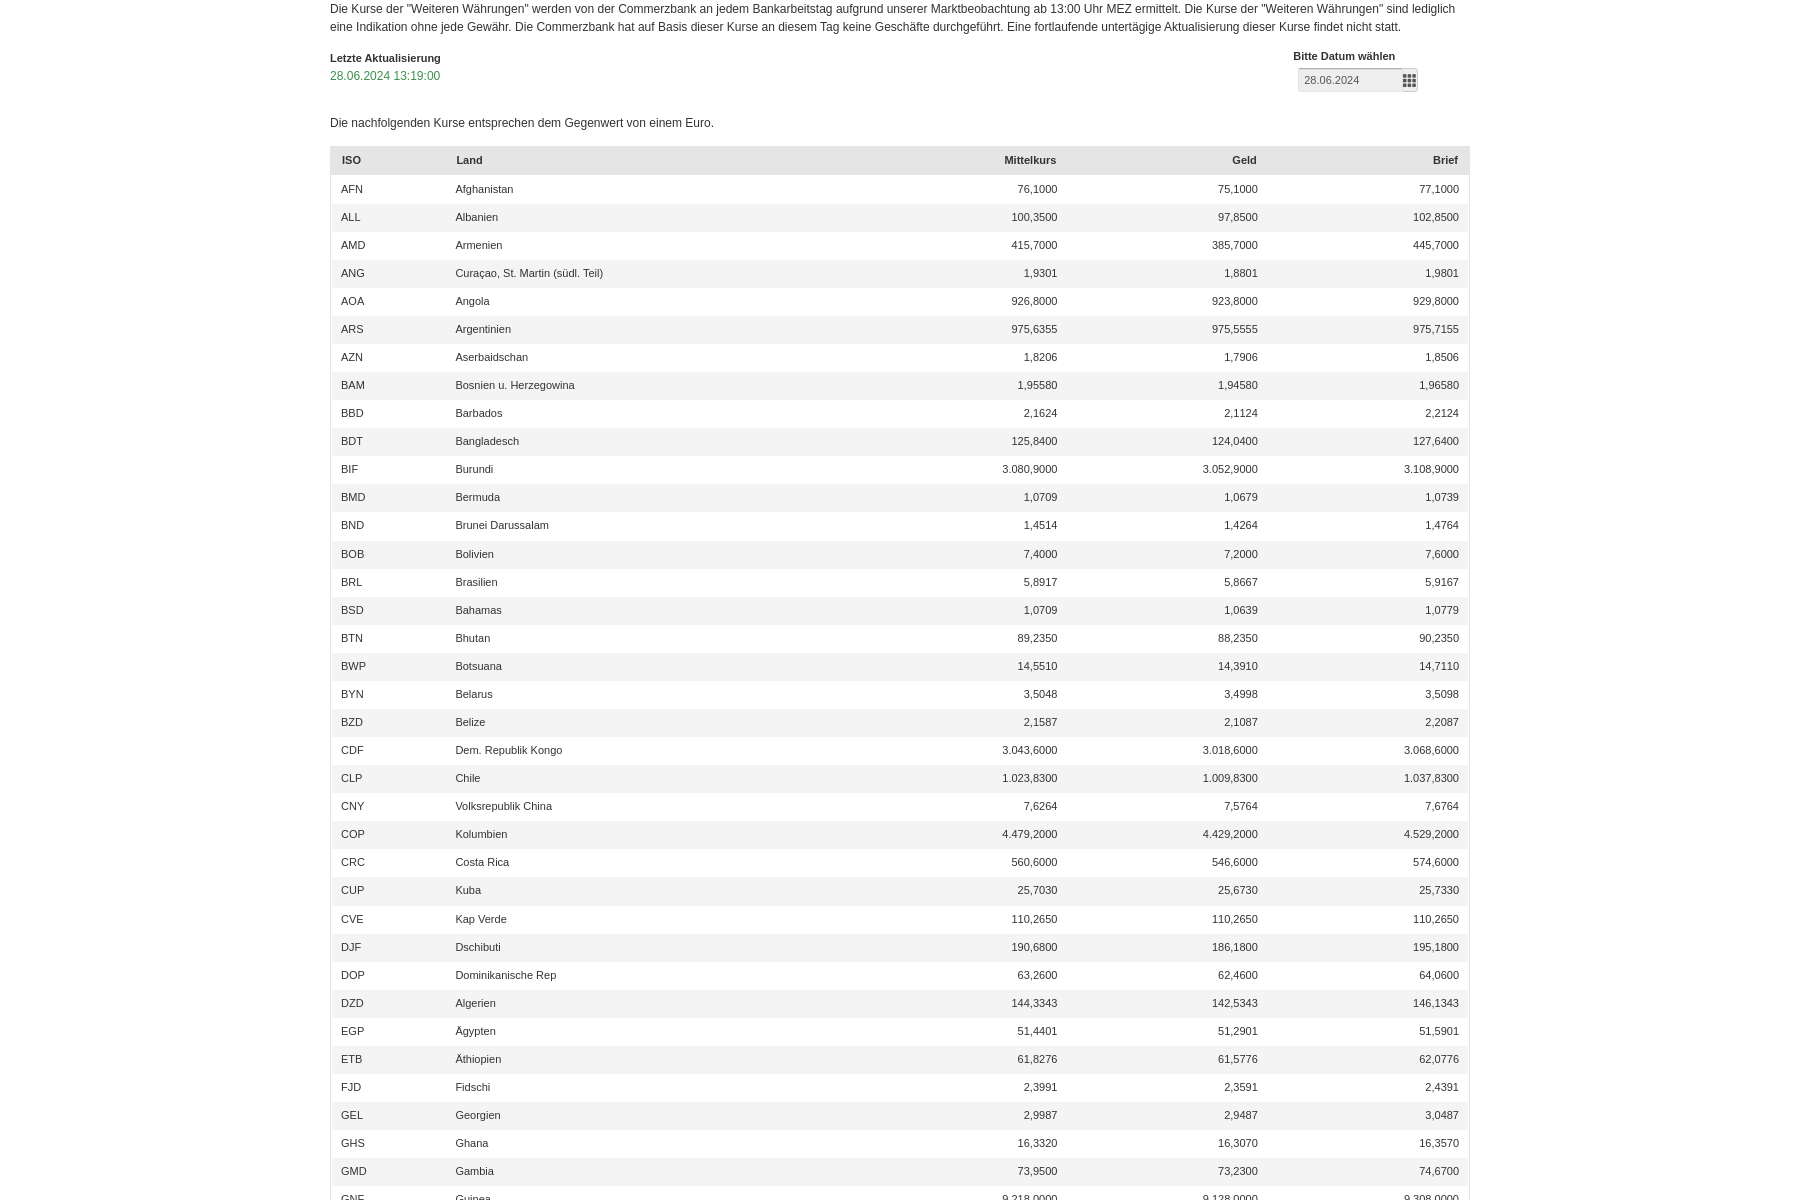 Die Kurse der "Weiteren Währungen" werden von der Commerzbank an jedem Bankarbeitstag aufgrund unserer Marktbeobachtung ab 13:00 Uhr MEZ ermittelt. Die Kurse der "Weiteren Währungen" sind lediglich
eine Indikation ohne jede Gewähr. Die Commerzbank hat auf Basis dieser Kurse an diesem Tag keine Geschäfte durchgeführt. Eine fortlaufende untertägige Aktualisierung dieser Kurse findet nicht statt.
Letzte Aktualisierung
28.06.2024 13:19:00
Bitte Datum wählen
28.06.2024
Die nachfolgenden Kurse entsprechen dem Gegenwert von einem Euro.
ISO Land Mittelkurs Geld Brief
AFN Afghanistan 76,1000 75,1000 77,1000
ALL Albanien 100,3500 97,8500 102,8500
AMD Armenien 415,7000 385,7000 445,7000
ANG Curaçao, St. Martin (südl. Teil) 1,9301 1,8801 1,9801
AOA Angola 926,8000 923,8000 929,8000
ARS Argentinien 975,6355 975,5555 975,7155
AZN Aserbaidschan 1,8206 1,7906 1,8506
BAM Bosnien u. Herzegowina 1,95580 1,94580 1,96580
BBD Barbados 2,1624 2,1124 2,2124
BDT Bangladesch 125,8400 124,0400 127,6400
BIF Burundi 3.080,9000 3.052,9000 3.108,9000
BMD Bermuda 1,0709 1,0679 1,0739
BND Brunei Darussalam 1,4514 1,4264 1,4764
BOB Bolivien 7,4000 7,2000 7,6000
BRL Brasilien 5,8917 5,8667 5,9167
BSD Bahamas 1,0709 1,0639 1,0779
BTN Bhutan 89,2350 88,2350 90,2350
BWP Botsuana 14,5510 14,3910 14,7110
BYN Belarus 3,5048 3,4998 3,5098
BZD Belize 2,1587 2,1087 2,2087
CDF Dem. Republik Kongo 3.043,6000 3.018,6000 3.068,6000
CLP Chile 1.023,8300 1.009,8300 1.037,8300
CNY Volksrepublik China 7,6264 7,5764 7,6764
COP Kolumbien 4.479,2000 4.429,2000 4.529,2000
CRC Costa Rica 560,6000 546,6000 574,6000
CUP Kuba 25,7030 25,6730 25,7330
CVE Kap Verde 110,2650 110,2650 110,2650
DJF Dschibuti 190,6800 186,1800 195,1800
DOP Dominikanische Rep 63,2600 62,4600 64,0600
DZD Algerien 144,3343 142,5343 146,1343
EGP Ägypten 51,4401 51,2901 51,5901
ETB Äthiopien 61,8276 61,5776 62,0776
FJD Fidschi 2,3991 2,3591 2,4391
GEL Georgien 2,9987 2,9487 3,0487
GHS Ghana 16,3320 16,3070 16,3570
GMD Gambia 73,9500 73,2300 74,6700
GNF Guinea 9.218,0000 9.128,0000 9.308,0000